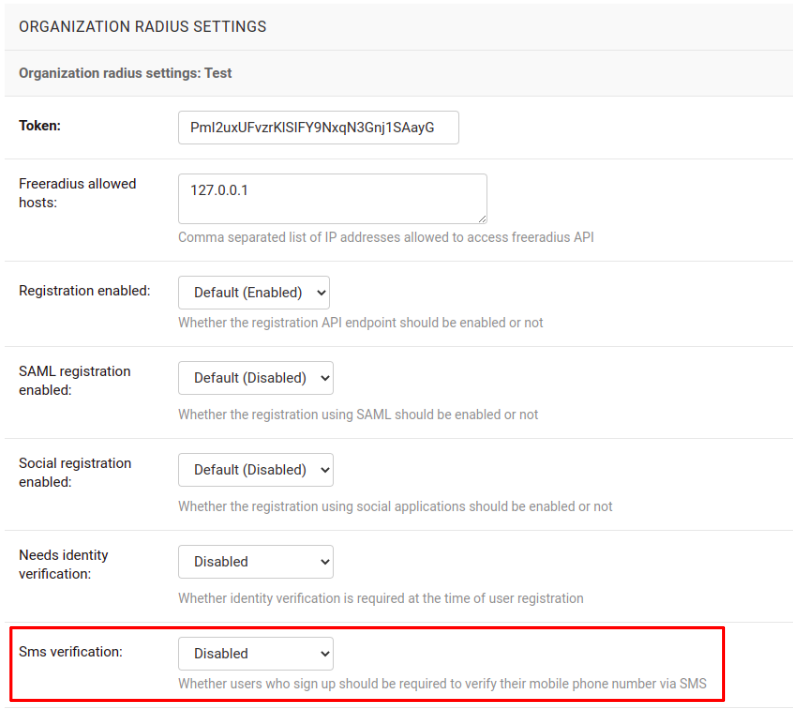 ORGANIZATION RADIUS SETTINGS
Organization radius settings: Test
Token:
PmI2uxUFvzrKlSIFY9NxqN3Gnj1SAayG
Freeradius allowed
hosts:
127.0.0.1
Comma separated list of IP addresses allowed to access freeradius API
Registration enabled:
Default (Enabled)
Whether the registration API endpoint should be enabled or not
SAML registration
enabled:
Default (Disabled)
Whether the registration using SAML should be enabled or not
Social registration
enabled:
Default (Disabled)
Whether the registration using social applications should be enabled or not
Needs identity
verification:
Disabled
Whether identity verification is required at the time of user registration
Sms verification:
Disabled
Whether users who sign up should be required to verify their mobile phone number via SMS